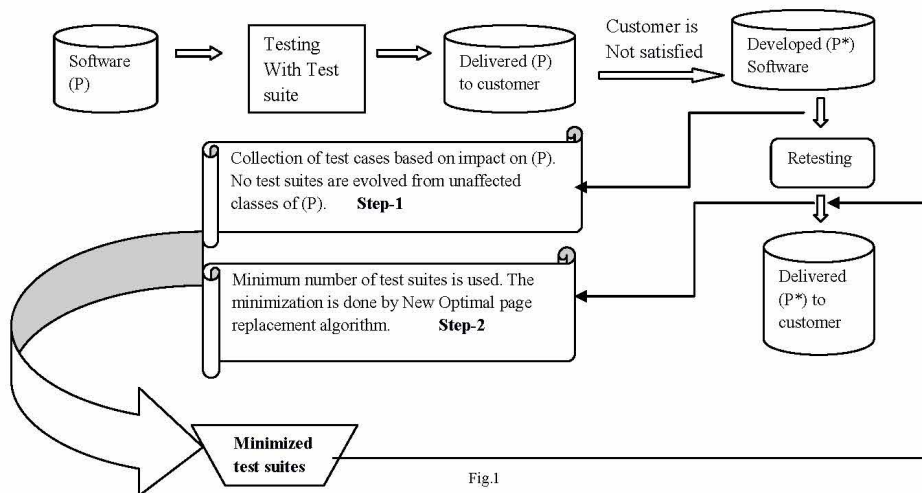 Software
(P)
Testing
With Test
suite
Delivered (P)
to customer
Customer is
Not satisfied
Developed (P*)
Software
Retesting
Collection of test cases based on impact on (P).
No test suites are evolved from unaffected
classes of (P). Step-1
Minimum number of test suites is used. The
minimization is done by New Optimal page
replacement algorithm. Step-2
Delivered
(P*) to
customer
Minimized
test suites
Fig.1